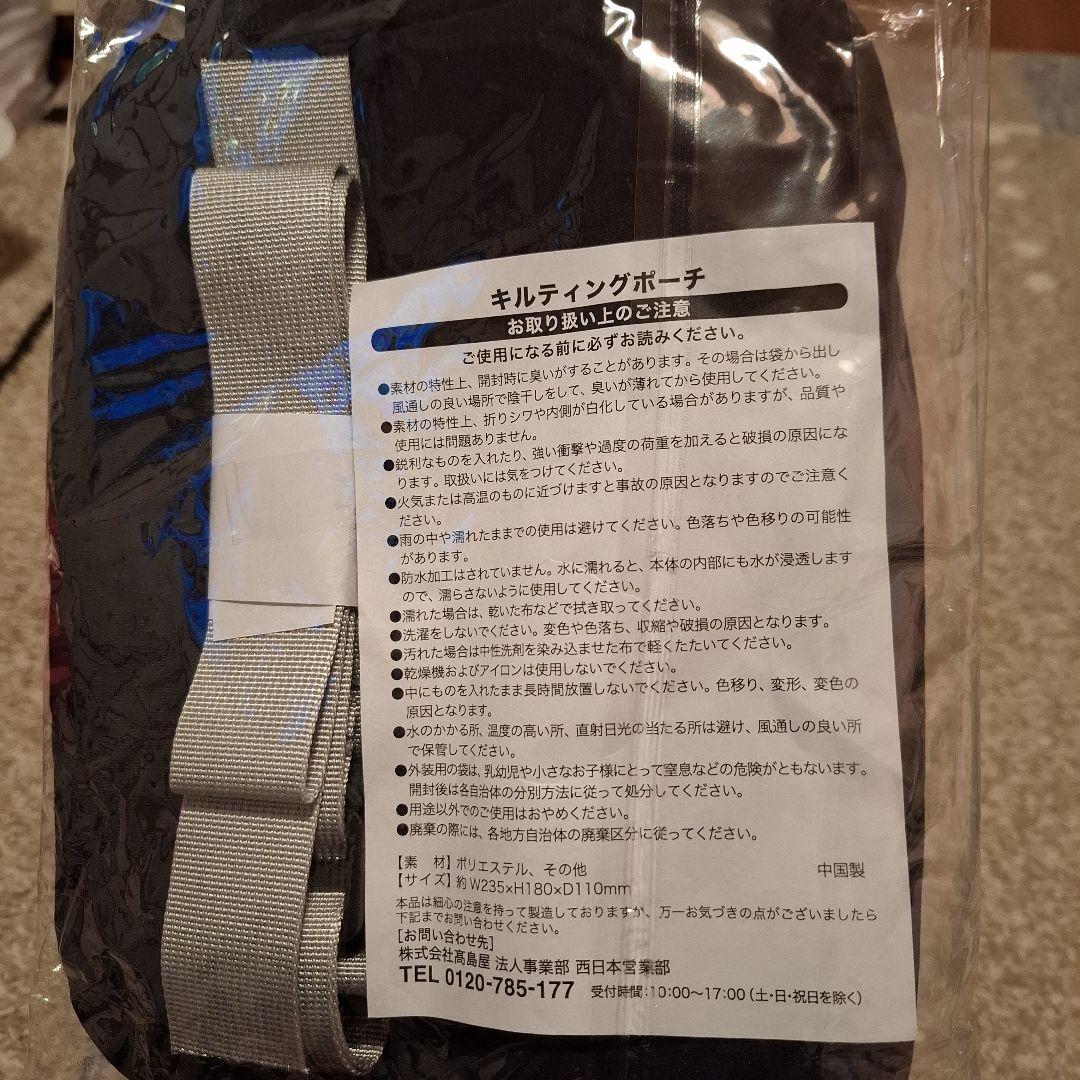 キルティングポーチ
お取り扱い上のご注意
ご使用になる前に必ずお読みください。
●素材の特性上、開封時に臭いがすることがあります。その場合は袋から出し
風通しの良い場所で陰干しをして、臭いが薄れてから使用してください。
●素材の特性上、折りシワや内側が白化している場合がありますが、品質や
使用には問題ありません。
●鋭利なものを入れたり、強い衝撃や過度の荷重を加えると破損の原因にな
ります。取扱いには気をつけてください。
●火気または高温のものに近づけますと事故の原因となりますのでご注意く
ださい。
●雨の中や濡れたままでの使用は避けてください。色落ちや色移りの可能性
があります。
●防水加工はされていません。水に濡れると、本体の内部にも水が浸透します
ので、濡らさないように使用してください。
●濡れた場合は、乾いた布などで拭き取ってください。
●洗濯をしないでください。変色や色落ち、収縮や破損の原因となります。
●汚れた場合は中性洗剤を染み込ませた布で軽くたたいてください。
●乾燥機およびアイロンは使用しないでください。
●中にものを入れたまま長時間放置しないでください。色移り、変形、変色の
原因となります。
●水のかかる所、温度の高い所、直射日光の当たる所は避け、風通しの良い所
で保管してください。
●外装用の袋は、乳幼児や小さなお子様にとって窒息などの危険がともないます。
開封後は各自治体の分別方法に従って処分してください。
●用途以外でのご使用はおやめください。
●廃棄の際には、各地方自治体の廃棄区分に従ってください。
【素　材】ポリエステル、その他 中国製
【サイズ】約W235×H180×D110mm
本品は細心の注意を持って製造しておりますが、万一お気づきの点がございましたら
下記までお問い合わせください。
[お問い合わせ先]
株式会社髙島屋 法人事業部 西日本営業部
TEL 0120-785-177 受付時間:10:00～17:00（土・日・祝日を除く）